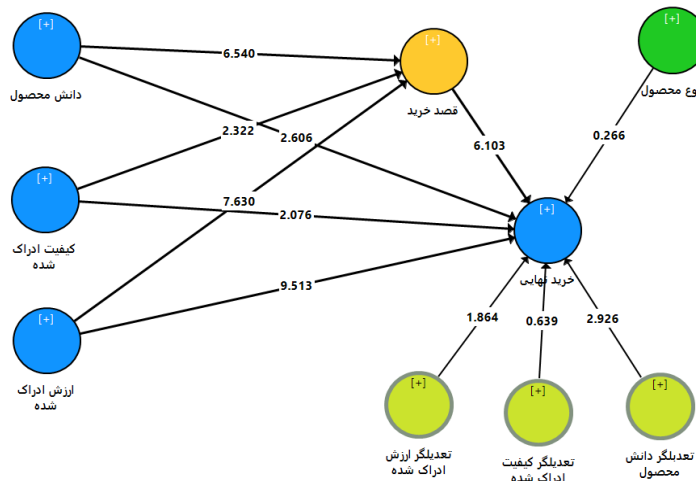 [+]
دانش محصول
[+]
کیفیت ادراک
شده
[+]
ارزش ادراک
شده
[+]
قصد خرید
[+]
وع محصول
[+]
خرید نهایی
[+]
تعدیلگر ارزش
ادراک شده
[+]
تعدیلگر کیفیت
ادراک شده
[+]
تعدیلگر دانش
محصول
6.540
2.322
2.606
7.630
2.076
9.513
6.103
0.266
1.864
0.639
2.926